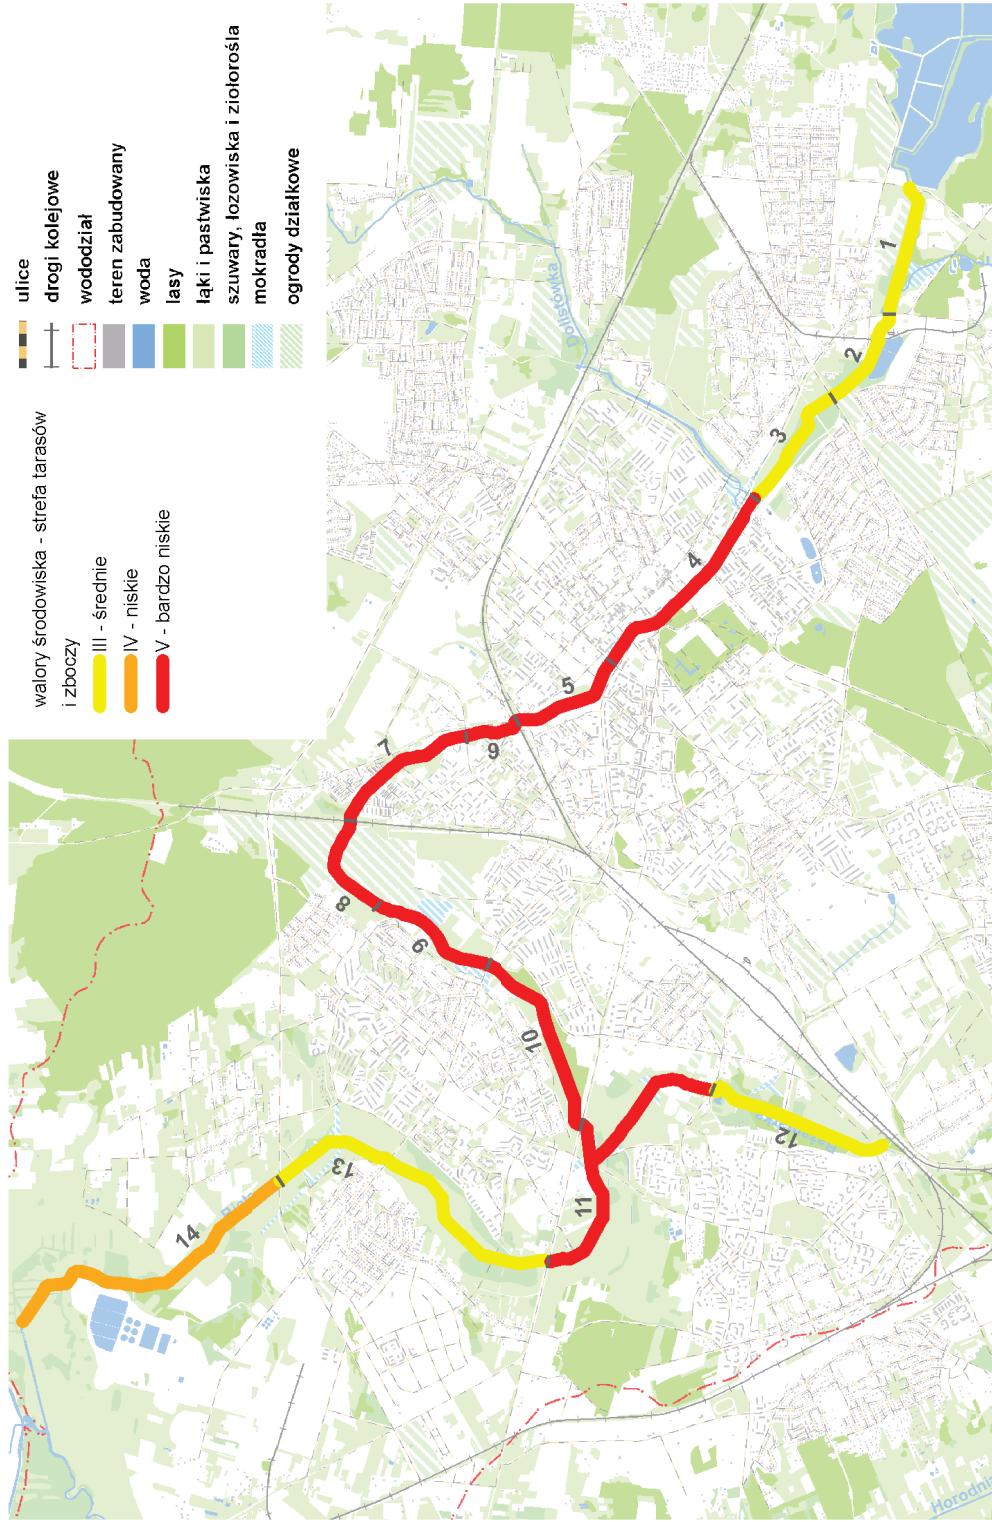 walory środowiska - strefa tarasów
i zboczy
III - średnie
IV - niskie
V - bardzo niskie
ulice
drogi kolejowe
wododział
teren zabudowany
woda
lasy
łąki i pastwiska
szuwary, łozowiska i ziołorośla
mokradła
ogrody działkowe
Dolistówka
1
2
3
4
5
6
7
8
9
10
11
12
13
14